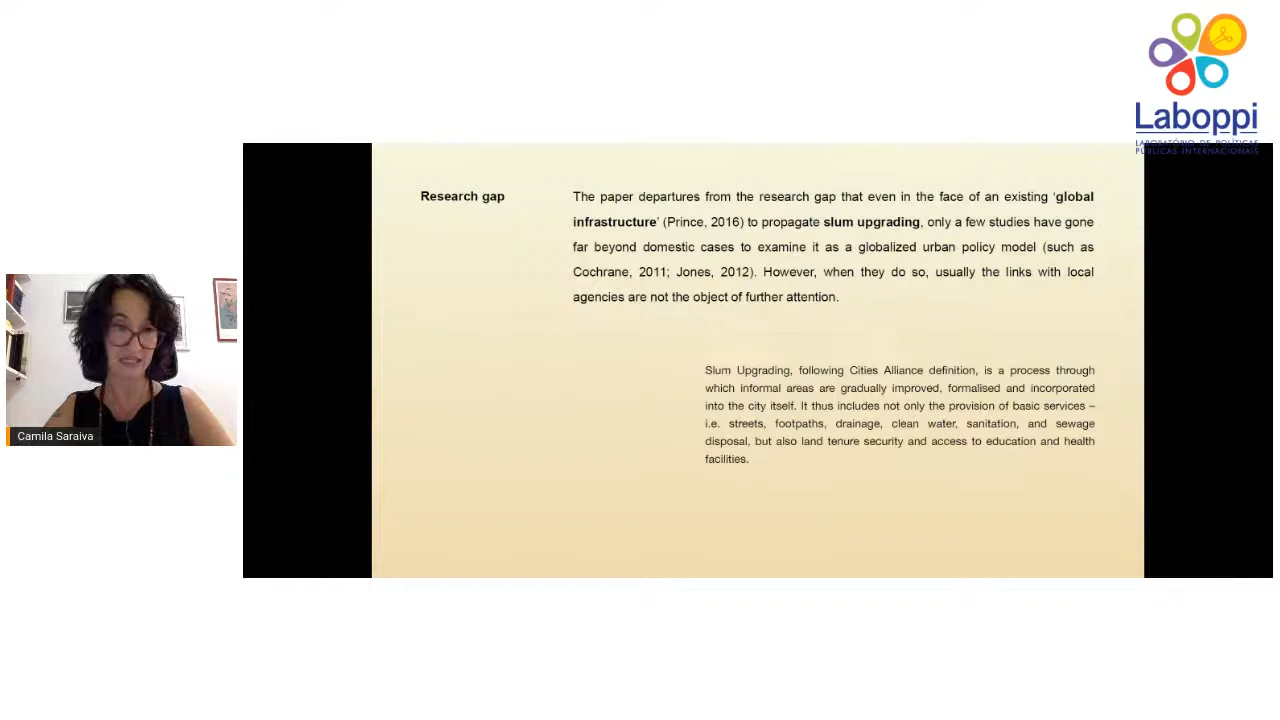 Laboppi
LABORATÓRIO DE POLÍTICAS
PÚBLICAS INTERNACIONAIS
Research gap
The paper departures from the research gap that even in the face of an existing ‘global
infrastructure’ (Prince, 2016) to propagate slum upgrading, only a few studies have gone
far beyond domestic cases to examine it as a globalized urban policy model (such as
Cochrane, 2011; Jones, 2012). However, when they do so, usually the links with local
agencies are not the object of further attention.
Slum Upgrading, following Cities Alliance definition, is a process through
which informal areas are gradually improved, formalised and incorporated
into the city itself. It thus includes not only the provision of basic services –
i.e. streets, footpaths, drainage, clean water, sanitation, and sewage
disposal, but also land tenure security and access to education and health
facilities.
Camila Saraiva